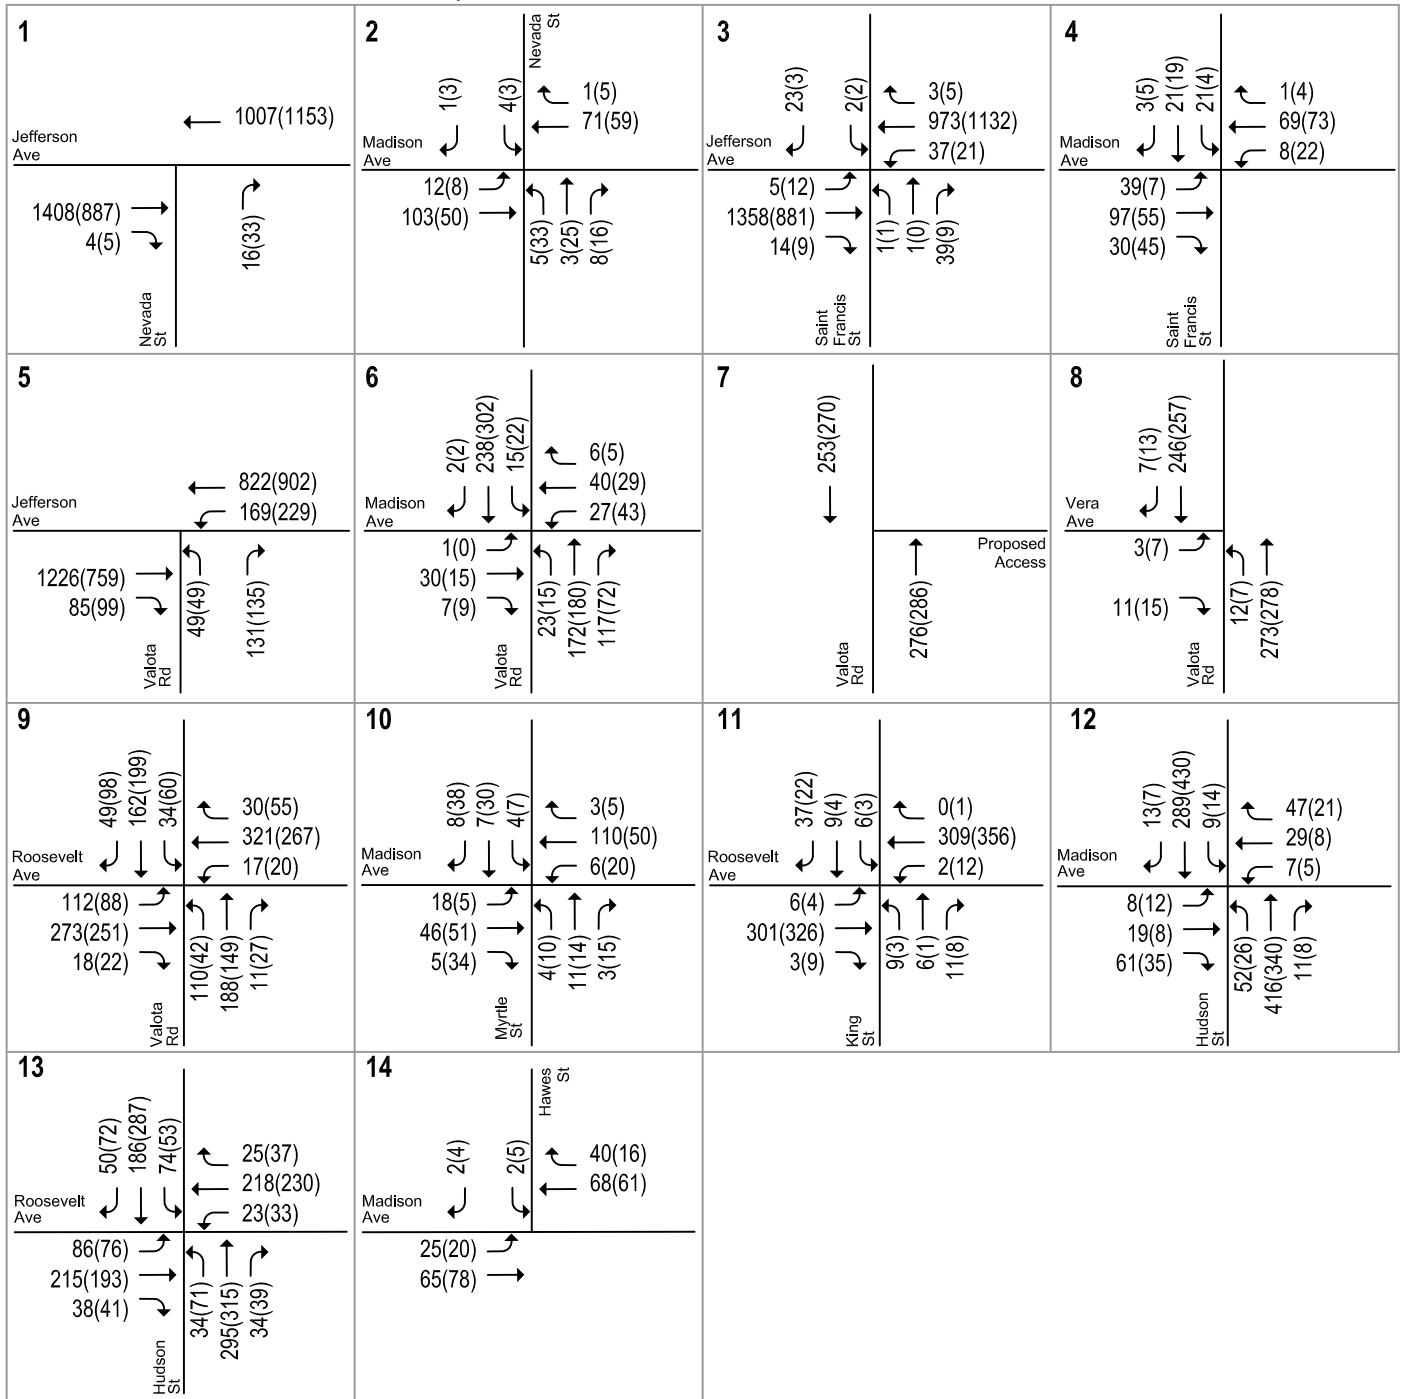 1
1007(1153)
Jefferson
Ave
1408(887)
4(5)
16(33)
Nevada
St
2
Nevada
St
1(3)
4(3)
1(5)
71(59)
Madison
Ave
12(8)
103(50)
5(33)
3(25)
8(16)
3
23(3)
2(2)
3(5)
973(1132)
37(21)
Jefferson
Ave
5(12)
1358(881)
14(9)
1(1)
1(0)
39(9)
Saint
Francis
St
4
3(5)
21(19)
21(4)
1(4)
69(73)
8(22)
Madison
Ave
39(7)
97(55)
30(45)
Saint
Francis
St
5
822(902)
169(229)
Jefferson
Ave
1226(759)
85(99)
49(49)
131(135)
Valota
Rd
6
2(2)
238(302)
15(22)
6(5)
40(29)
27(43)
Madison
Ave
1(0)
30(15)
7(9)
23(15)
172(180)
117(72)
Valota
Rd
7
253(270)
Proposed
Access
276(286)
Valota
Rd
8
7(13)
246(257)
Vera
Ave
3(7)
11(15)
12(7)
273(278)
Valota
Rd
9
49(98)
162(199)
34(60)
30(55)
321(267)
17(20)
Roosevelt
Ave
112(88)
273(251)
18(22)
110(42)
188(149)
11(27)
Valota
Rd
10
8(38)
7(30)
4(7)
3(5)
110(50)
6(20)
Madison
Ave
18(5)
46(51)
5(34)
4(10)
11(14)
3(15)
Myrtle
St
11
37(22)
9(4)
6(3)
0(1)
309(356)
2(12)
Roosevelt
Ave
6(4)
301(326)
3(9)
9(3)
6(1)
11(8)
King
St
12
13(7)
289(430)
9(14)
47(21)
29(8)
7(5)
Madison
Ave
8(12)
19(8)
61(35)
52(26)
416(340)
11(8)
Hudson
St
13
50(72)
186(287)
74(53)
25(37)
218(230)
23(33)
Roosevelt
Ave
86(76)
215(193)
38(41)
34(71)
295(315)
34(39)
Hudson
St
14
Hawes
St
2(4)
2(5)
40(16)
68(61)
Madison
Ave
25(20)
65(78)